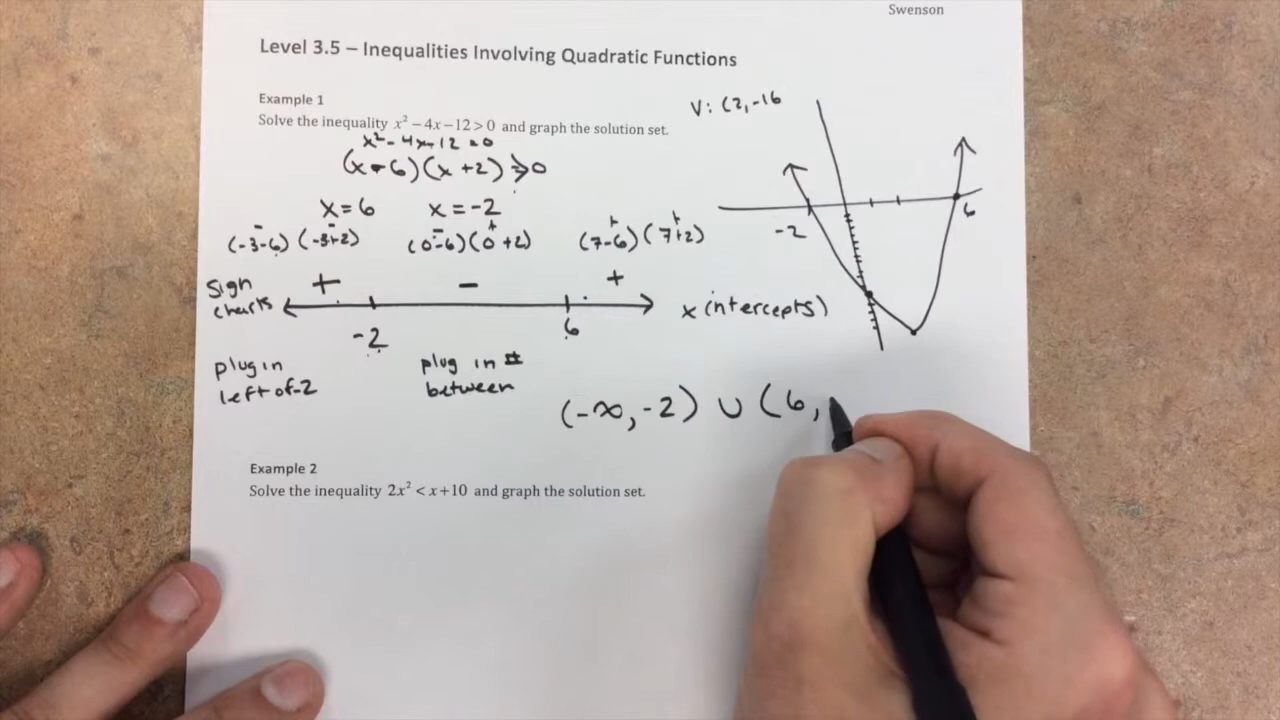 Swenson
Level 3.5 – Inequalities Involving Quadratic Functions
Example 1
Solve the inequality x² – 4x – 12 > 0 and graph the solution set.
V: (2, -16
x² - 4x - 12 = 0
(x - 6)(x + 2) > 0
x = 6 x = -2
(-3-6)(-3+2) (0-6)(0+2) (7-6)(7+2)
- - - + + +
Sign charts
+ - +
-2 6
x (intercepts)
plug in left of -2
plug in # between
-2 6
(-∞, -2) ∪ (6,
Example 2
Solve the inequality 2x² < x + 10 and graph the solution set.